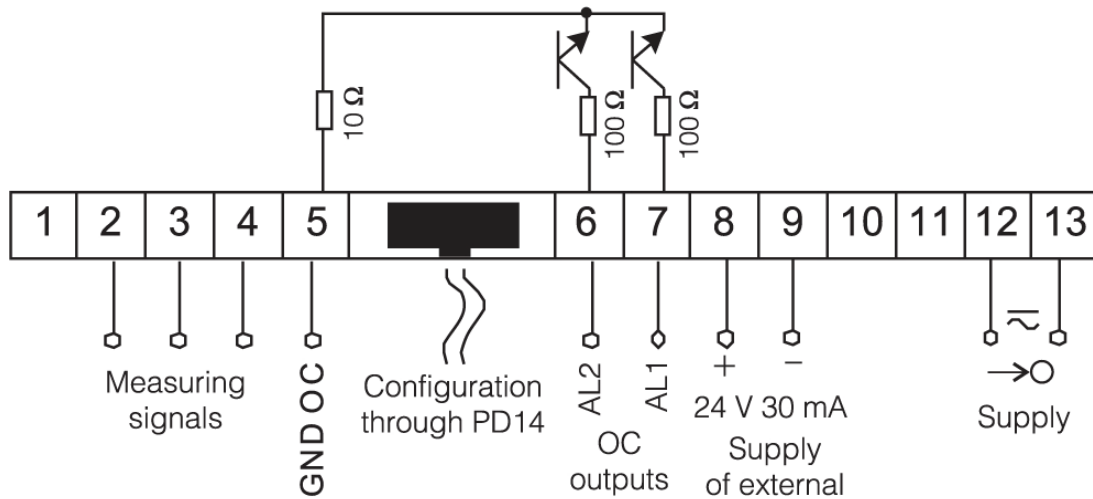 10 Ω
100 Ω
100 Ω
1 2 3 4 5 6 7 8 9 10 11 12 13
Measuring
signals
GND OC
Configuration
through PD14
AL2
AL1
OC
outputs
+ −
24 V 30 mA
Supply
of external
Supply